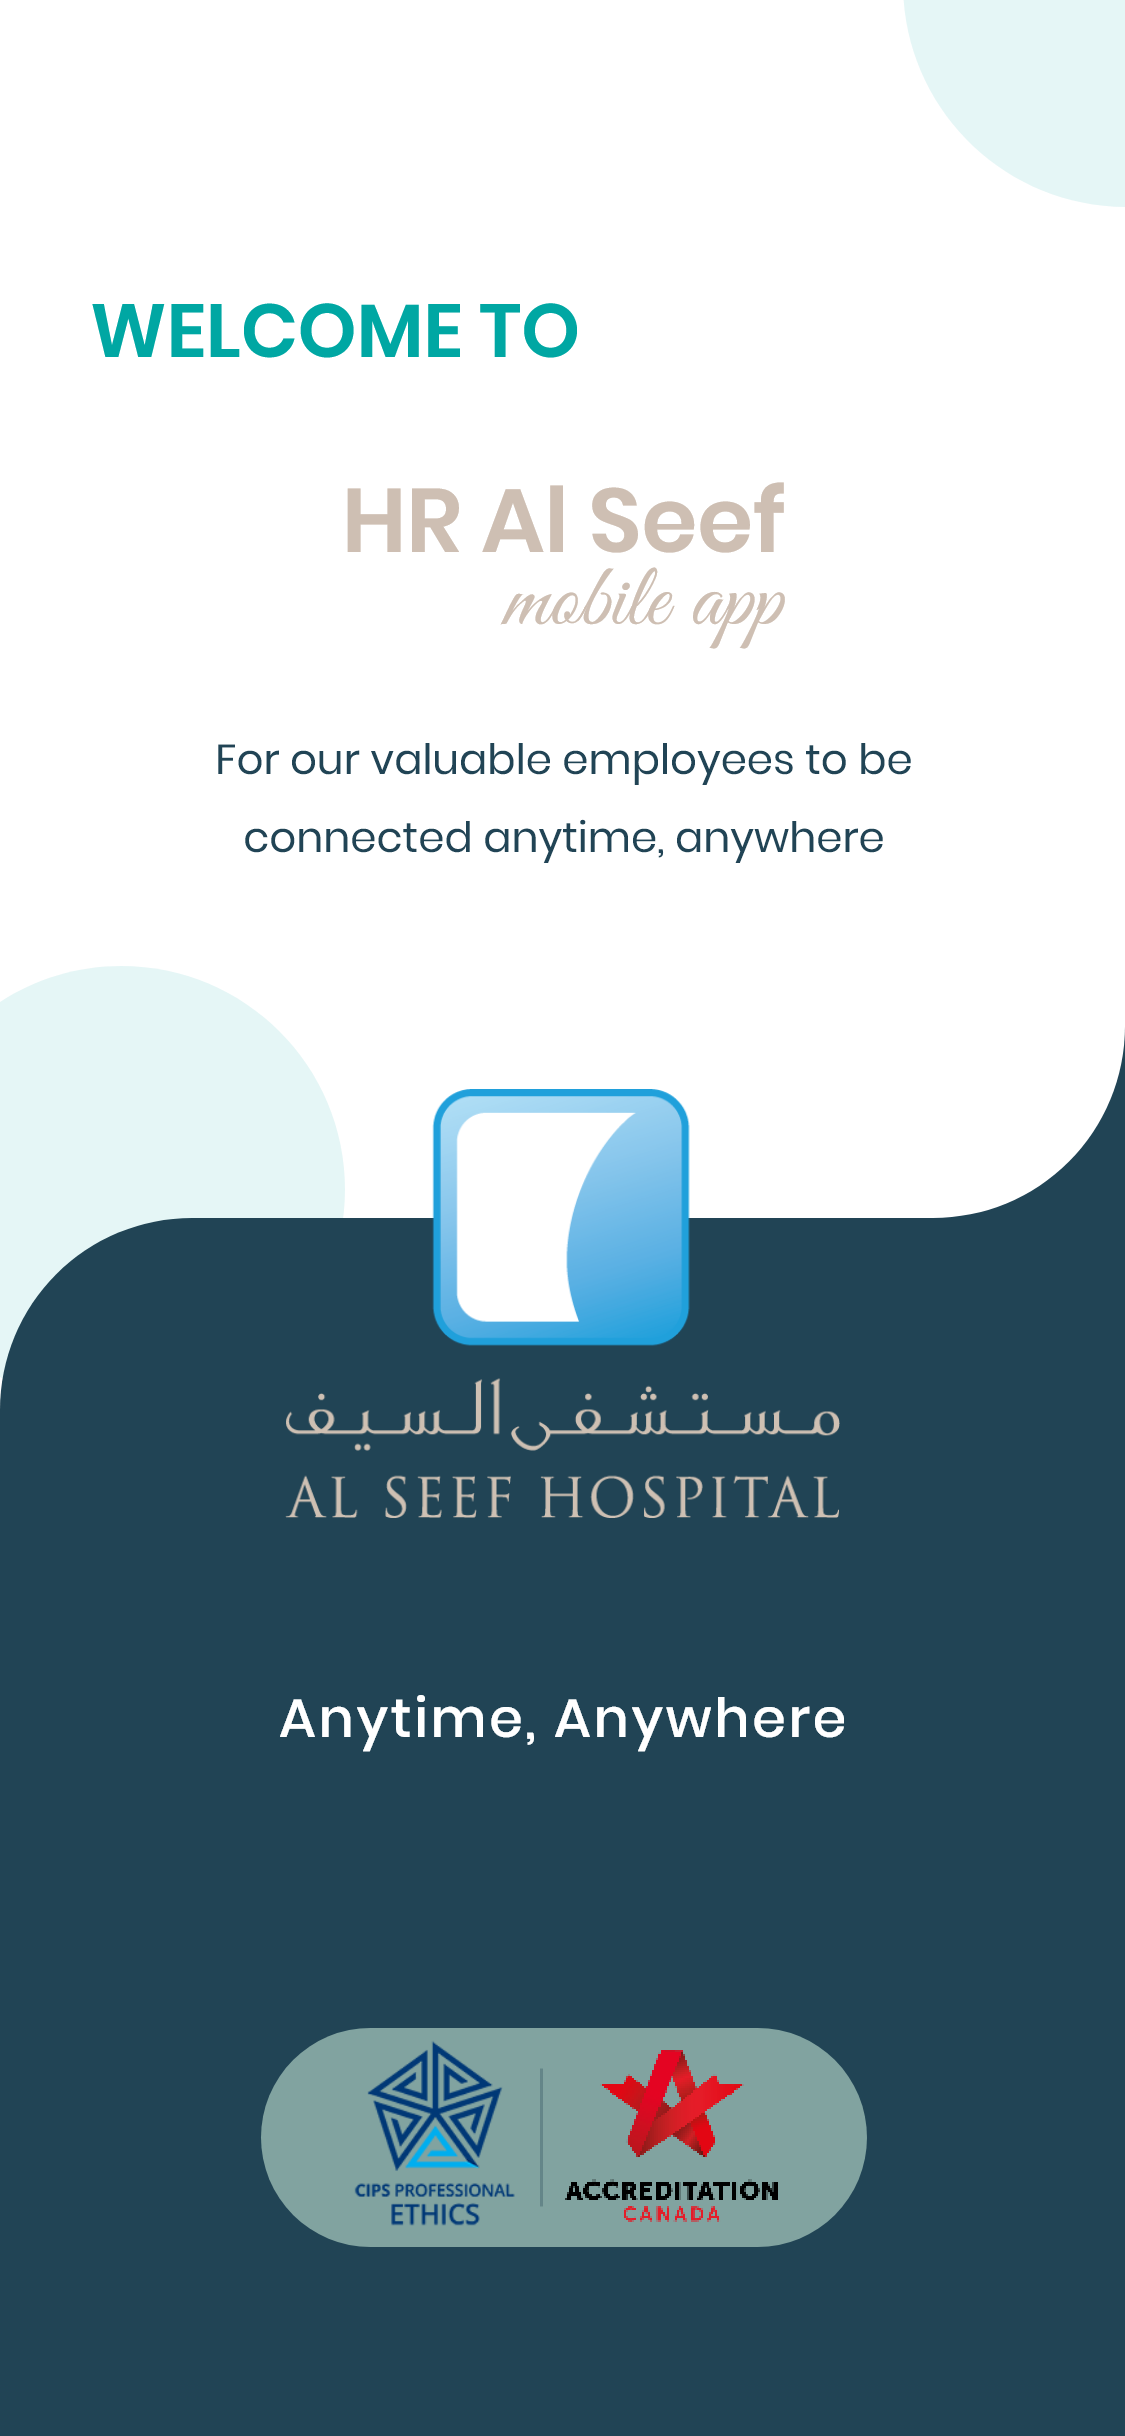 WELCOME TO
HR Al Seef
mobile app
For our valuable employees to be
connected anytime, anywhere
مستشفى السيف
AL SEEF HOSPITAL
Anytime, Anywhere
CIPS PROFESSIONAL
ETHICS
ACCREDITATION
CANADA